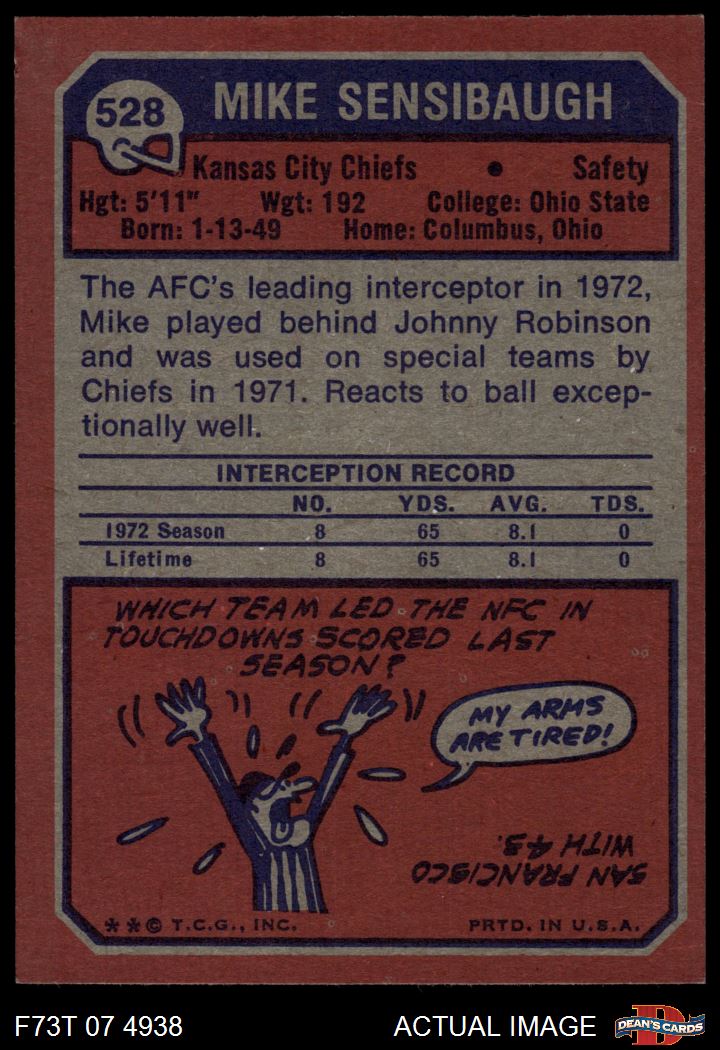 528
MIKE SENSIBAUGH
Kansas City Chiefs • Safety
Hgt: 5'11" Wgt: 192 College: Ohio State
Born: 1-13-49 Home: Columbus, Ohio
The AFC's leading interceptor in 1972,
Mike played behind Johnny Robinson
and was used on special teams by
Chiefs in 1971. Reacts to ball excep-
tionally well.
INTERCEPTION RECORD
NO. YDS. AVG. TDS.
1972 Season 8 65 8.1 0
Lifetime 8 65 8.1 0
WHICH TEAM LED THE NFC IN
TOUCHDOWNS SCORED LAST
SEASON?
MY ARMS
ARE TIRED!
SAN FRANCISCO
WITH 43.
**© T.C.G., INC. PRTD. IN U.S.A.
F73T 07 4938 ACTUAL IMAGE
D
DEAN'S CARDS